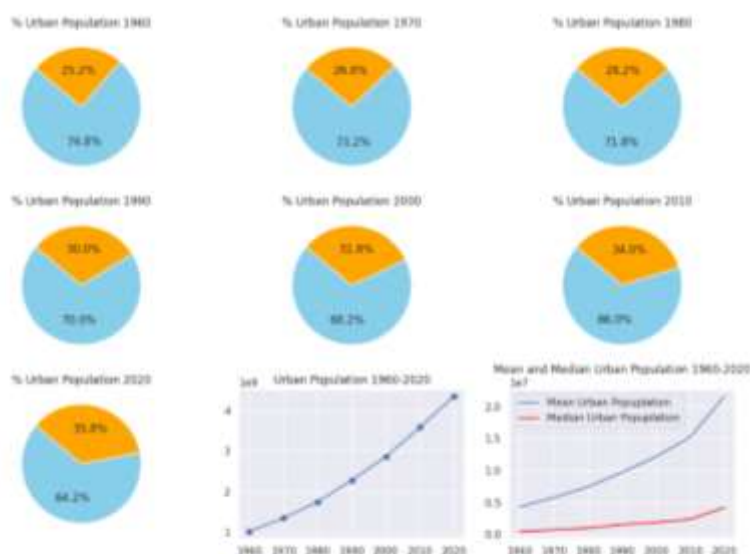 % Urban Population 1960
25.2%
74.8%
% Urban Population 1970
26.8%
73.2%
% Urban Population 1980
28.2%
71.8%
% Urban Population 1990
30.0%
70.0%
% Urban Population 2000
31.8%
68.2%
% Urban Population 2010
34.0%
66.0%
% Urban Population 2020
35.8%
64.2%
Urban Population 1960-2020
4
3
2
1
1960 1970 1980 1990 2000 2010 2020
Mean and Median Urban Population 1960-2020
1e7
Mean Urban Popuplation
Median Urban Popuplation
2.0
1.5
1.0
0.5
0.0
1960 1970 1980 1990 2000 2010 2020